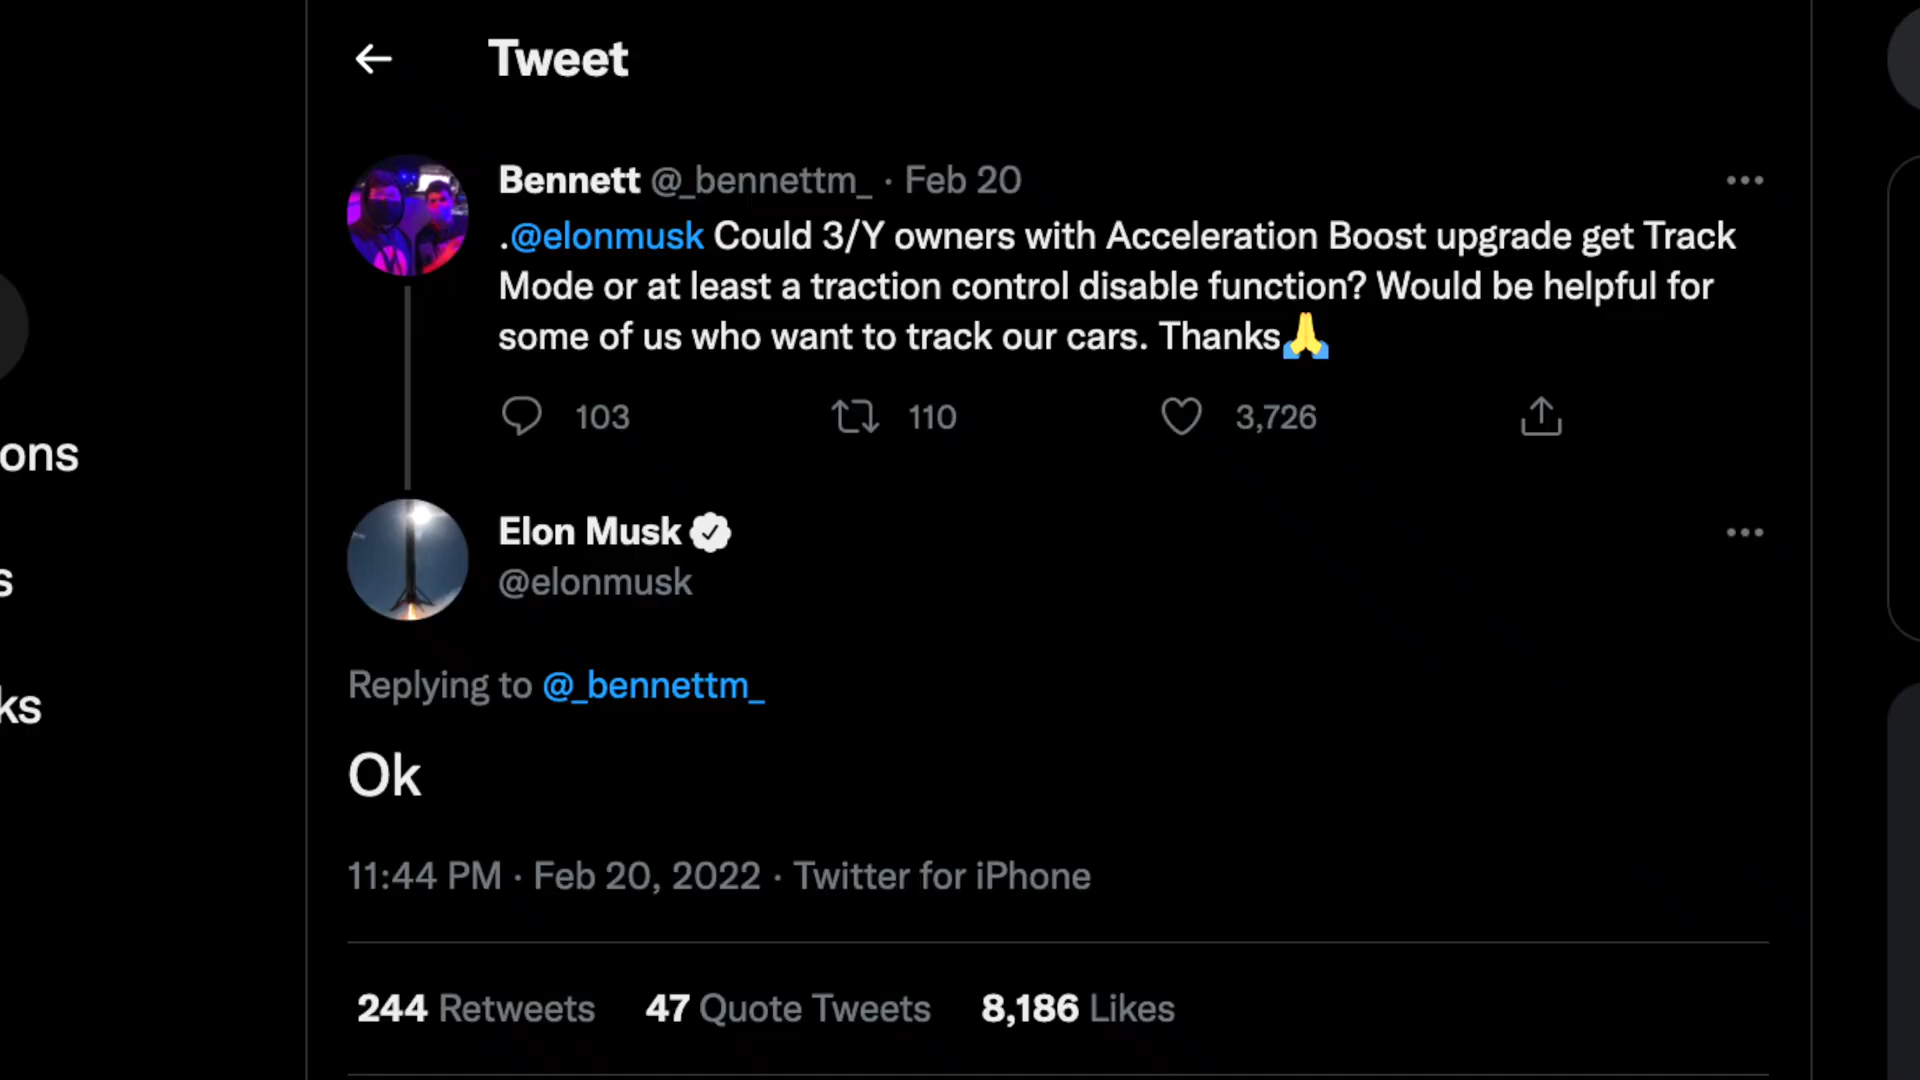 Tweet
Bennett @_bennettm_ · Feb 20
.@elonmusk Could 3/Y owners with Acceleration Boost upgrade get Track
Mode or at least a traction control disable function? Would be helpful for
some of us who want to track our cars. Thanks🙏
103 110 3,726
ons
Elon Musk
@elonmusk
s
Replying to @_bennettm_
ks
Ok
11:44 PM · Feb 20, 2022 · Twitter for iPhone
244 Retweets 47 Quote Tweets 8,186 Likes